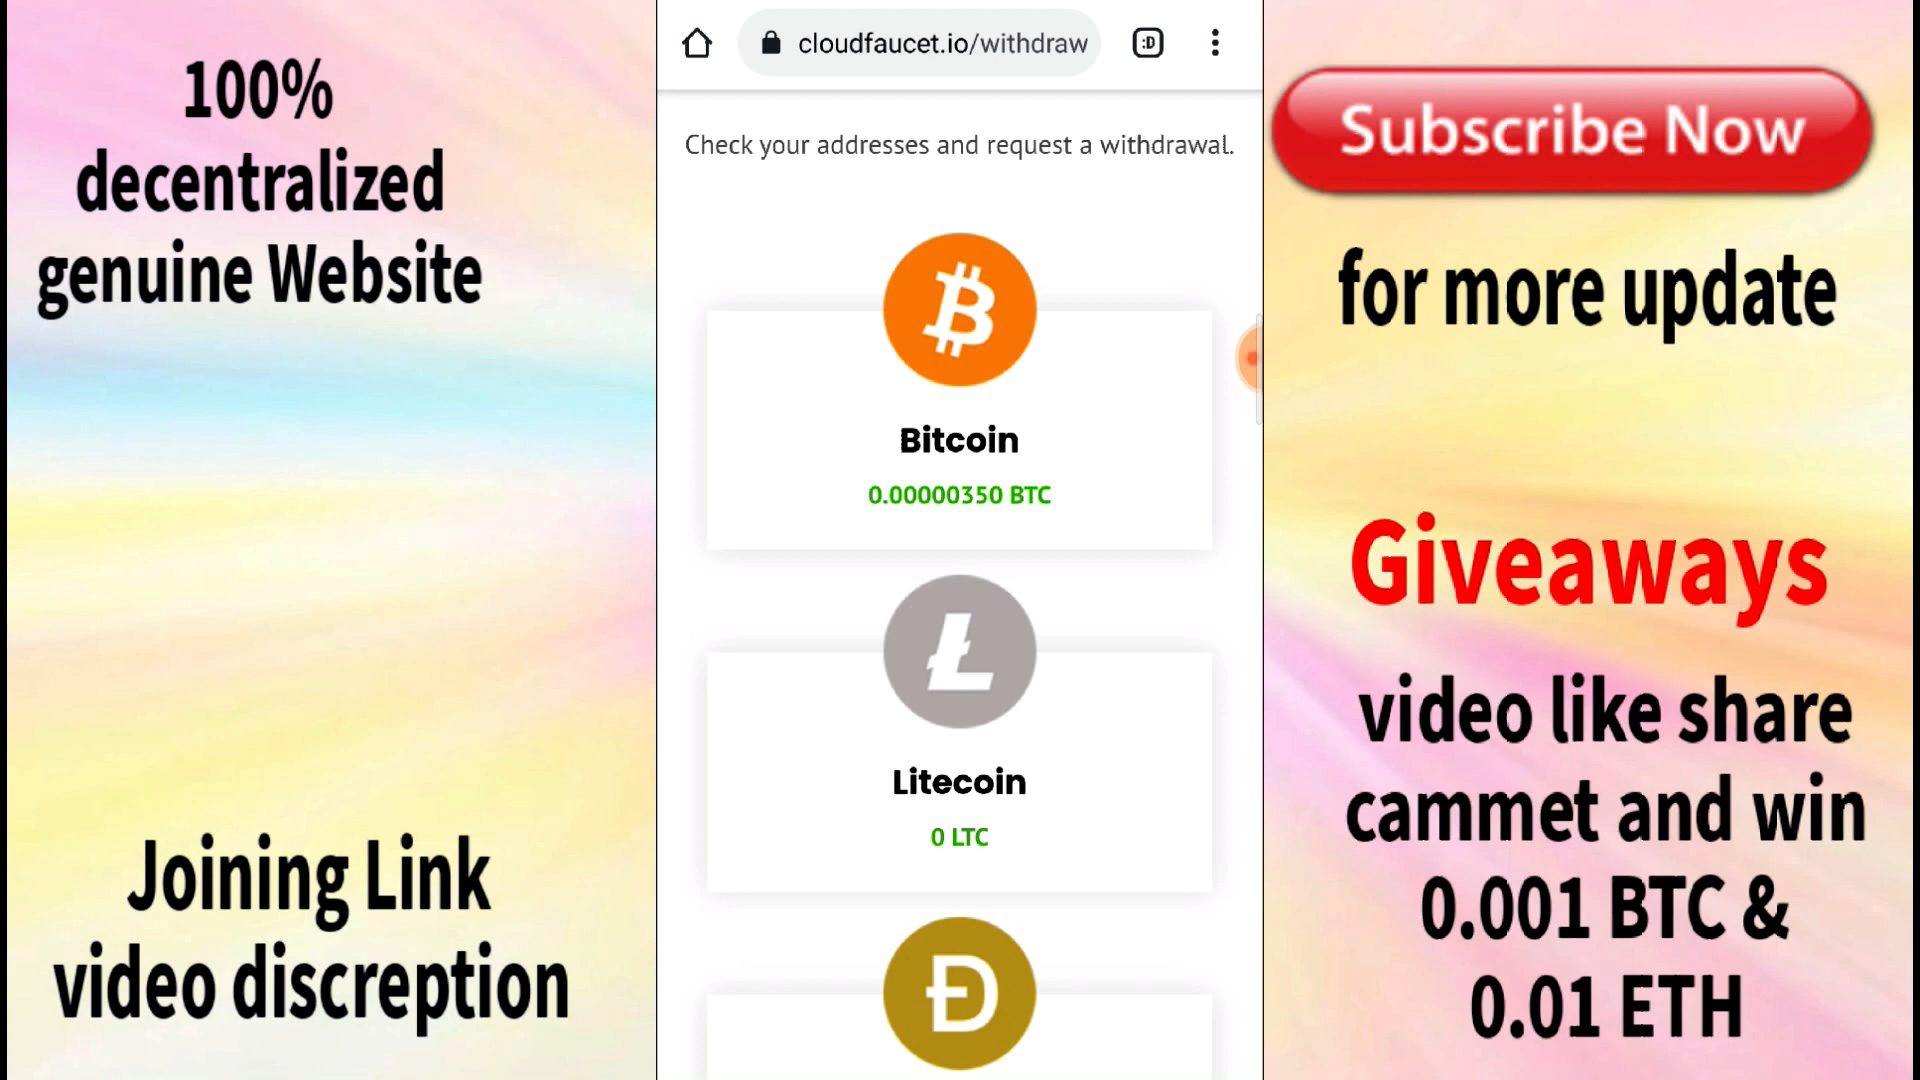 100%
decentralized
genuine Website
Joining Link
video discreption
cloudfaucet.io/withdraw
:D
Check your addresses and request a withdrawal.
Bitcoin
0.00000350 BTC
Litecoin
0 LTC
Subscribe Now
for more update
Giveaways
video like share
cammet and win
0.001 BTC &
0.01 ETH